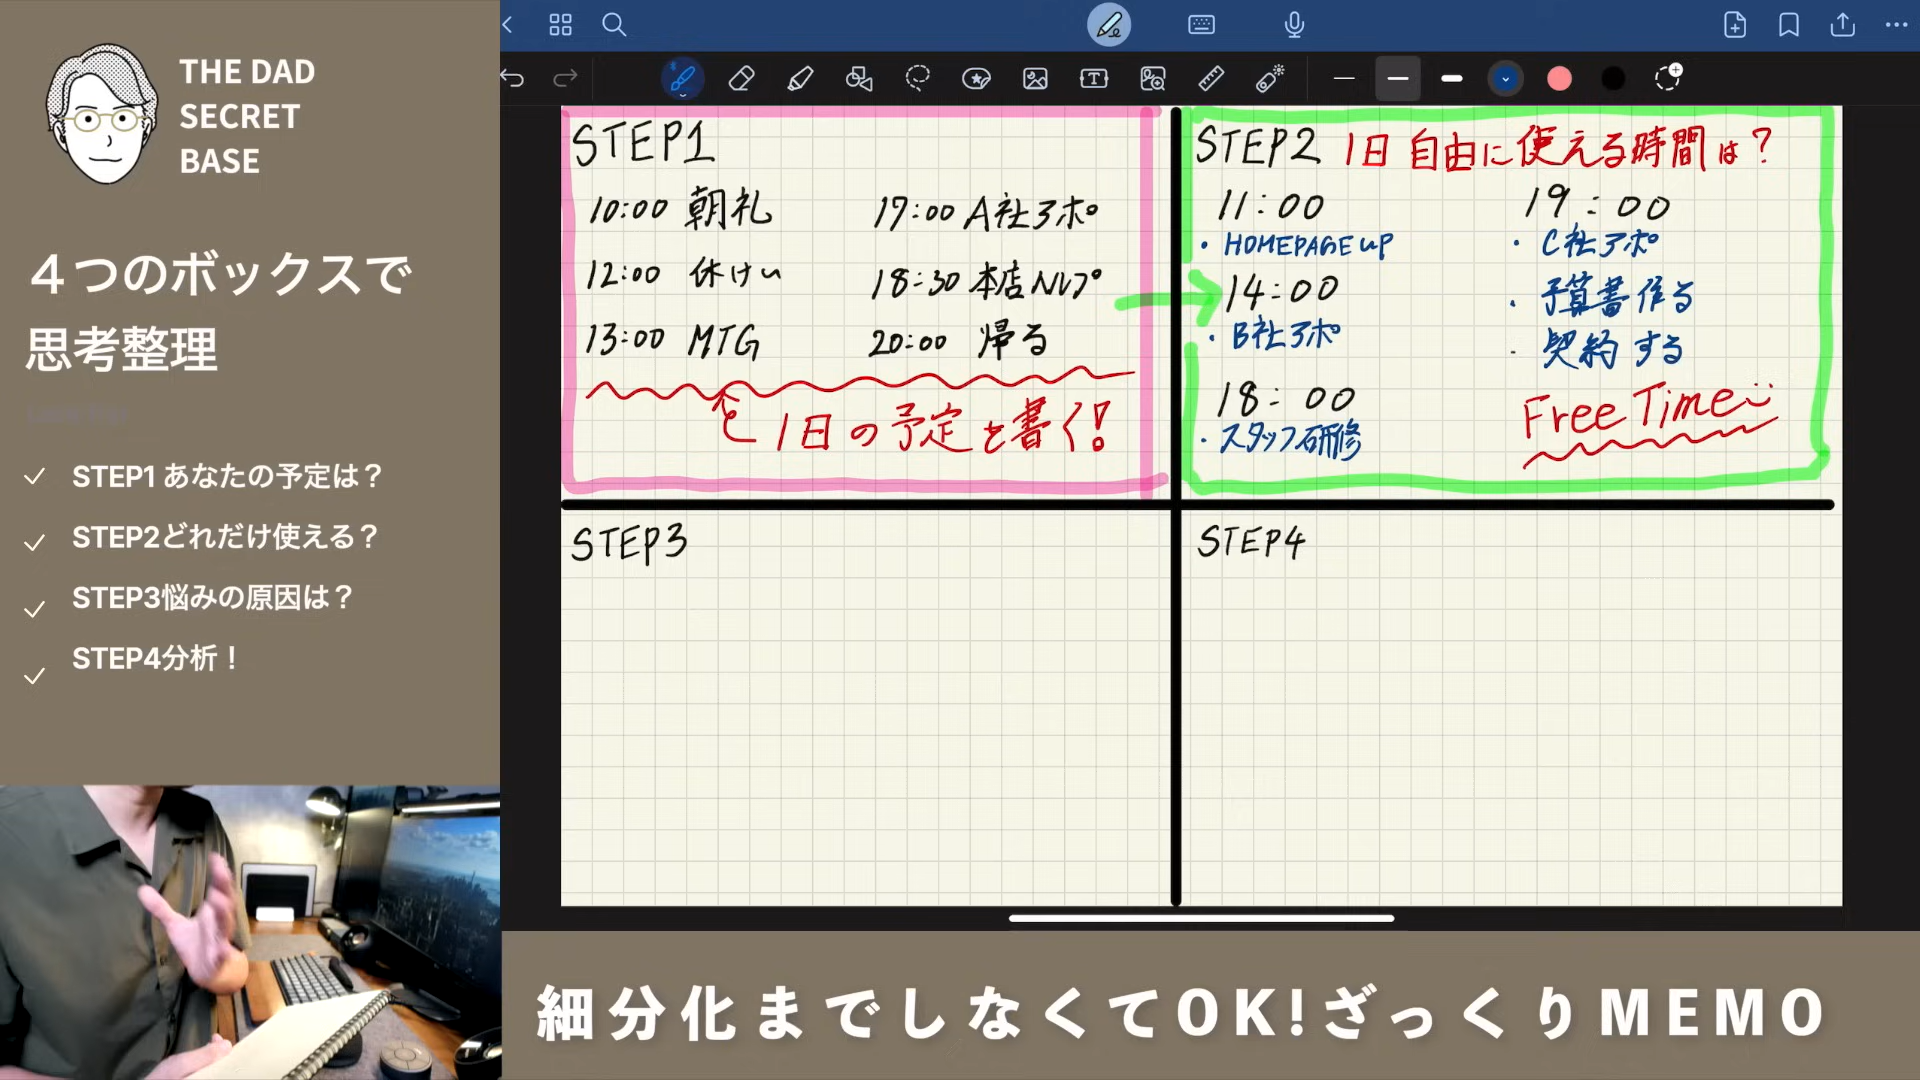 THE DAD
SECRET
BASE
４つのボックスで
思考整理
STEP1 あなたの予定は？
STEP2どれだけ使える？
STEP3悩みの原因は？
STEP4分析！
STEP1
10:00 朝礼
12:00 休けい
13:00 MTG
17:00 A社アポ
18:30 本店ヘルプ
20:00 帰る
1日の予定を書く!
STEP2 1日自由に使える時間は？
11:00
・HOMEPAGE UP
14:00
・B社アポ
18:00
・スタッフ研修
19:00
・C社アポ
・予算書作る
・契約する
Free Time
STEP3
STEP4
細分化までしなくてOK!ざっくりMEMO